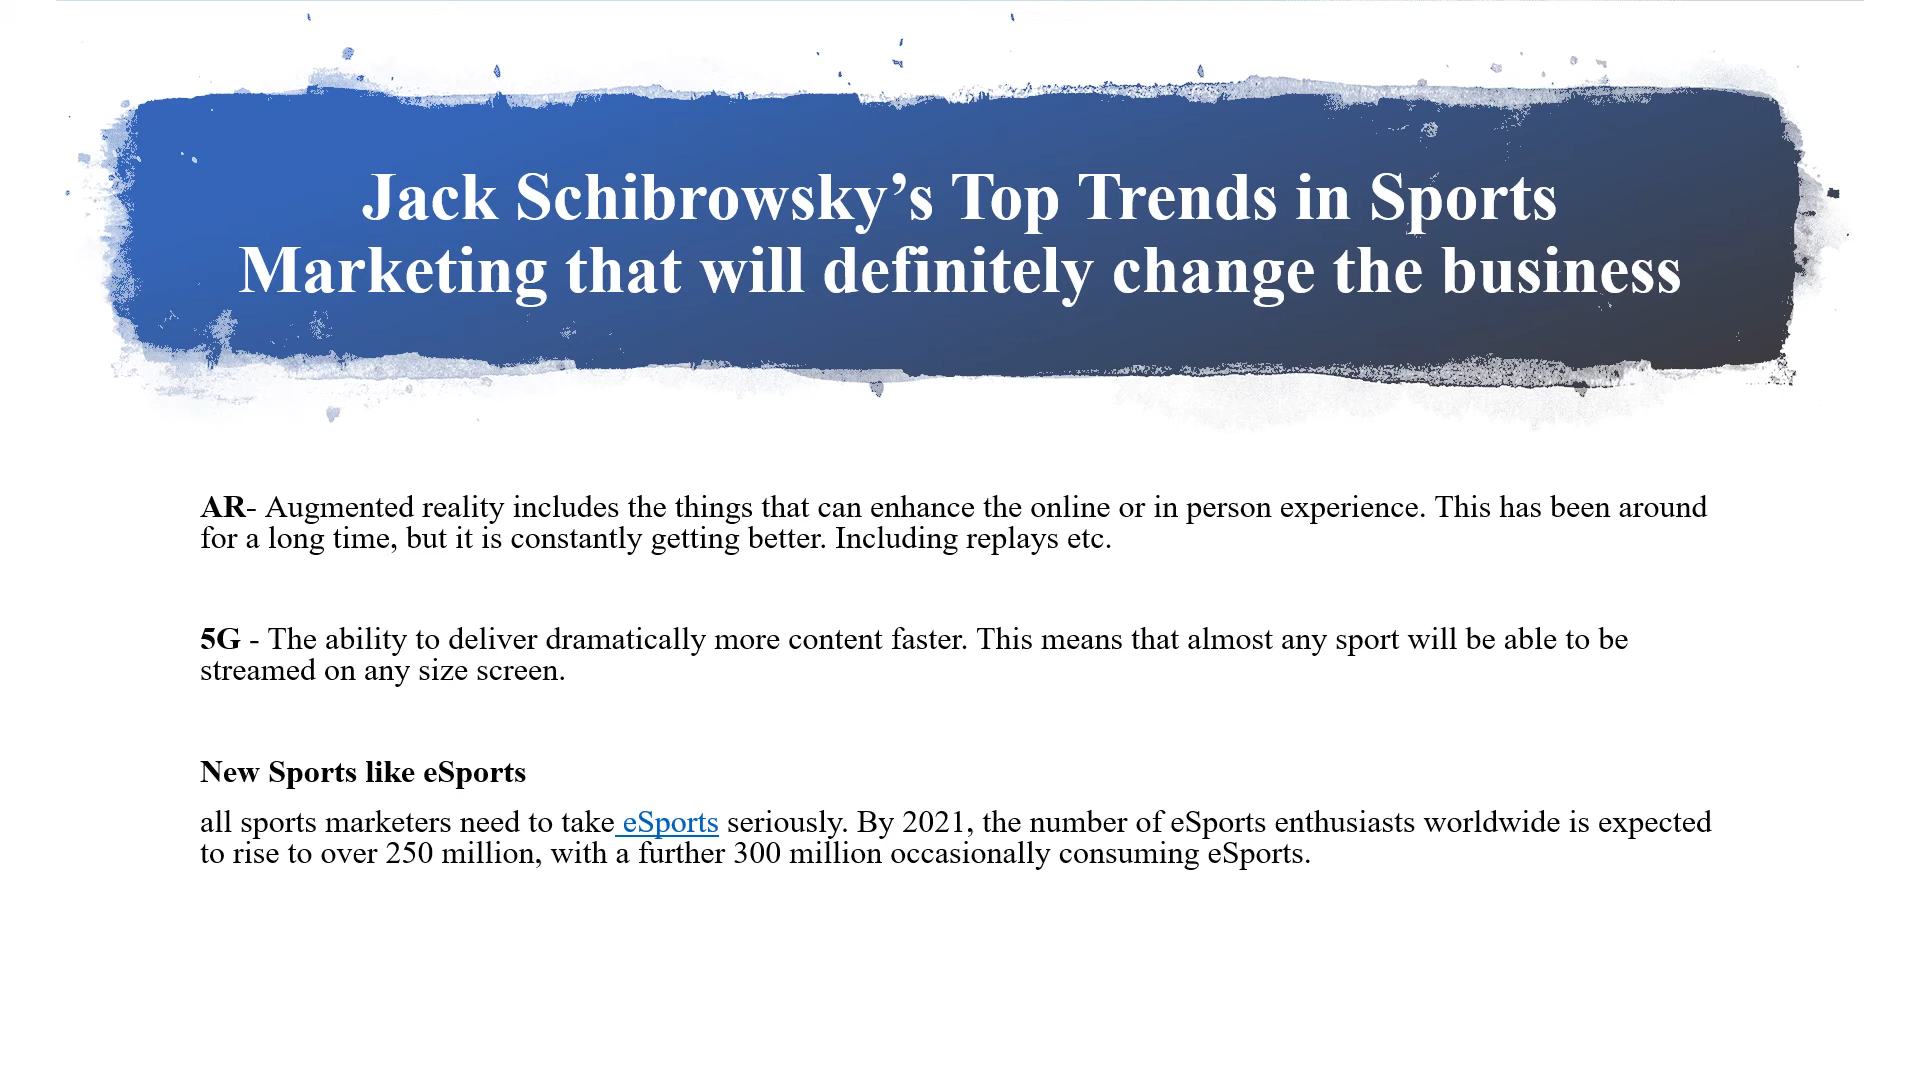 Jack Schibrowsky’s Top Trends in Sports
Marketing that will definitely change the business
AR- Augmented reality includes the things that can enhance the online or in person experience. This has been around
for a long time, but it is constantly getting better. Including replays etc.
5G - The ability to deliver dramatically more content faster. This means that almost any sport will be able to be
streamed on any size screen.
New Sports like eSports
all sports marketers need to take eSports seriously. By 2021, the number of eSports enthusiasts worldwide is expected
to rise to over 250 million, with a further 300 million occasionally consuming eSports.